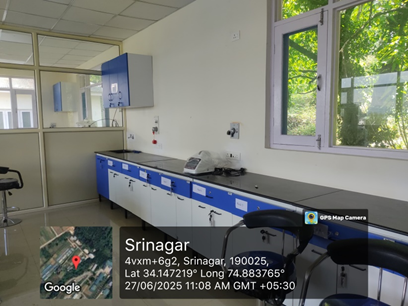 GPS Map Camera
Srinagar
4vxm+6g2, Srinagar, 190025,
Lat 34.147219° Long 74.883765°
27/06/2025 11:08 AM GMT +05:30
Google